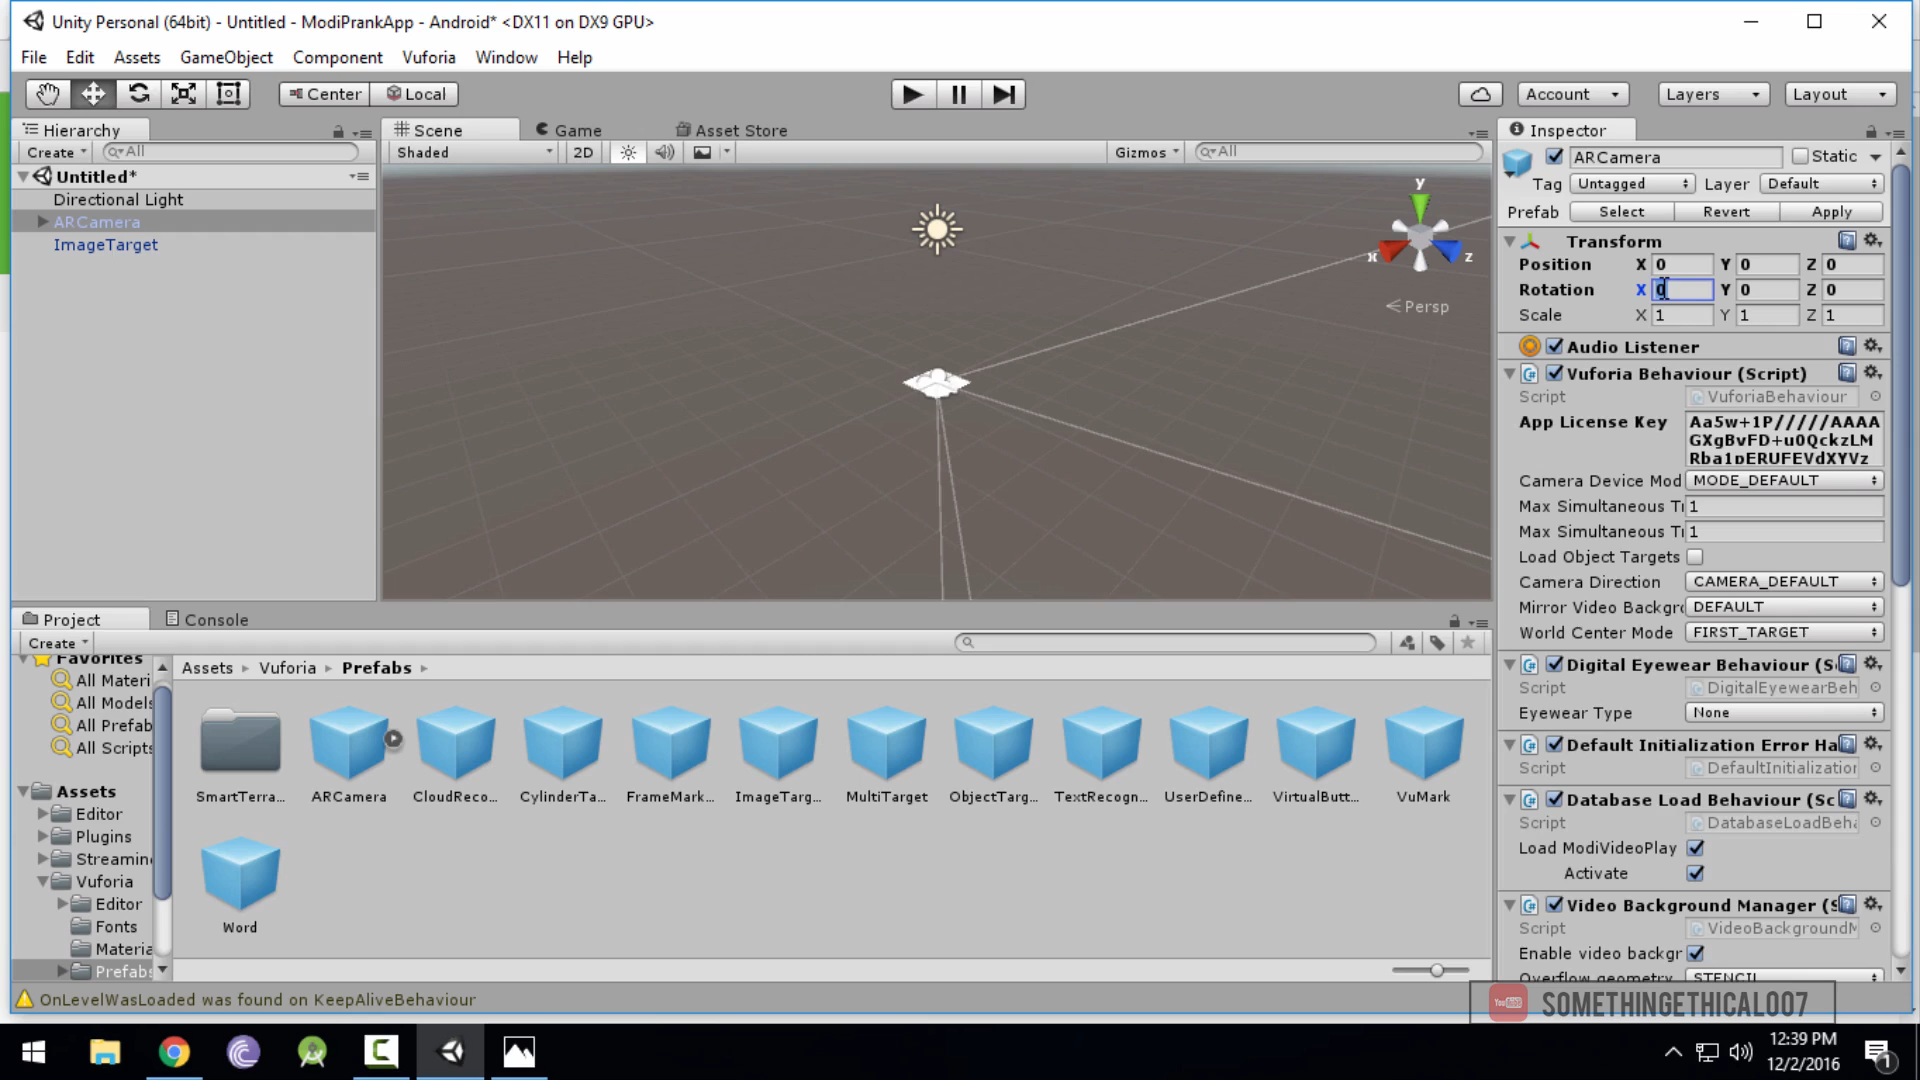 Unity Personal (64bit) - Untitled - ModiPrankApp - Android* <DX11 on DX9 GPU>
File Edit Assets GameObject Component Vuforia Window Help
Center Local Account Layers Layout
Hierarchy
Create All
Untitled*
Directional Light
ARCamera
ImageTarget
Scene Game Asset Store
Shaded 2D Gizmos All
y
x z
Persp
Inspector
ARCamera Static
Tag Untagged Layer Default
Prefab Select Revert Apply
Transform
Position X 0 Y 0 Z 0
Rotation X 0 Y 0 Z 0
Scale X 1 Y 1 Z 1
Audio Listener
Vuforia Behaviour (Script)
Script VuforiaBehaviour
App License Key Aa5w+1P/////AAAA
GXgBvFD+u0QckzLM
Rba1pERUFEVdXYVz
Camera Device Mod MODE_DEFAULT
Max Simultaneous Tr 1
Max Simultaneous Tr 1
Load Object Targets
Camera Direction CAMERA_DEFAULT
Mirror Video Backgr DEFAULT
World Center Mode FIRST_TARGET
Digital Eyewear Behaviour (S
Script DigitalEyewearBeh
Eyewear Type None
Default Initialization Error Ha
Script DefaultInitialization
Database Load Behaviour (Sc
Script DatabaseLoadBeha
Load ModiVideoPlay
Activate
Video Background Manager (S
Script VideoBackgroundM
Enable video backgr
Overflow geometry STENCIL
Project Console
Create
Favorites
All Materi
All Models
All Prefab
All Scripts
Assets
Editor
Plugins
Streamin
Vuforia
Editor
Fonts
Materia
Prefabs
Assets Vuforia Prefabs
SmartTerra... ARCamera CloudReco... CylinderTa... FrameMark... ImageTarg... MultiTarget ObjectTarg... TextRecogn... UserDefine... VirtualButt... VuMark
Word
OnLevelWasLoaded was found on KeepAliveBehaviour
You
SOMETHINGETHICAL007
12:39 PM
12/2/2016
1